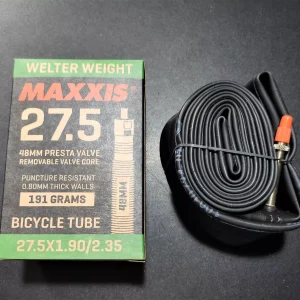 WELTER WEIGHT
MAXXIS
27.5
48MM PRESTA VALVE
REMOVABLE VALVE CORE
PUNCTURE RESISTANT
0.80MM THICK WALLS
191 GRAMS
48MM
BICYCLE TUBE
27.5X1.90/2.35